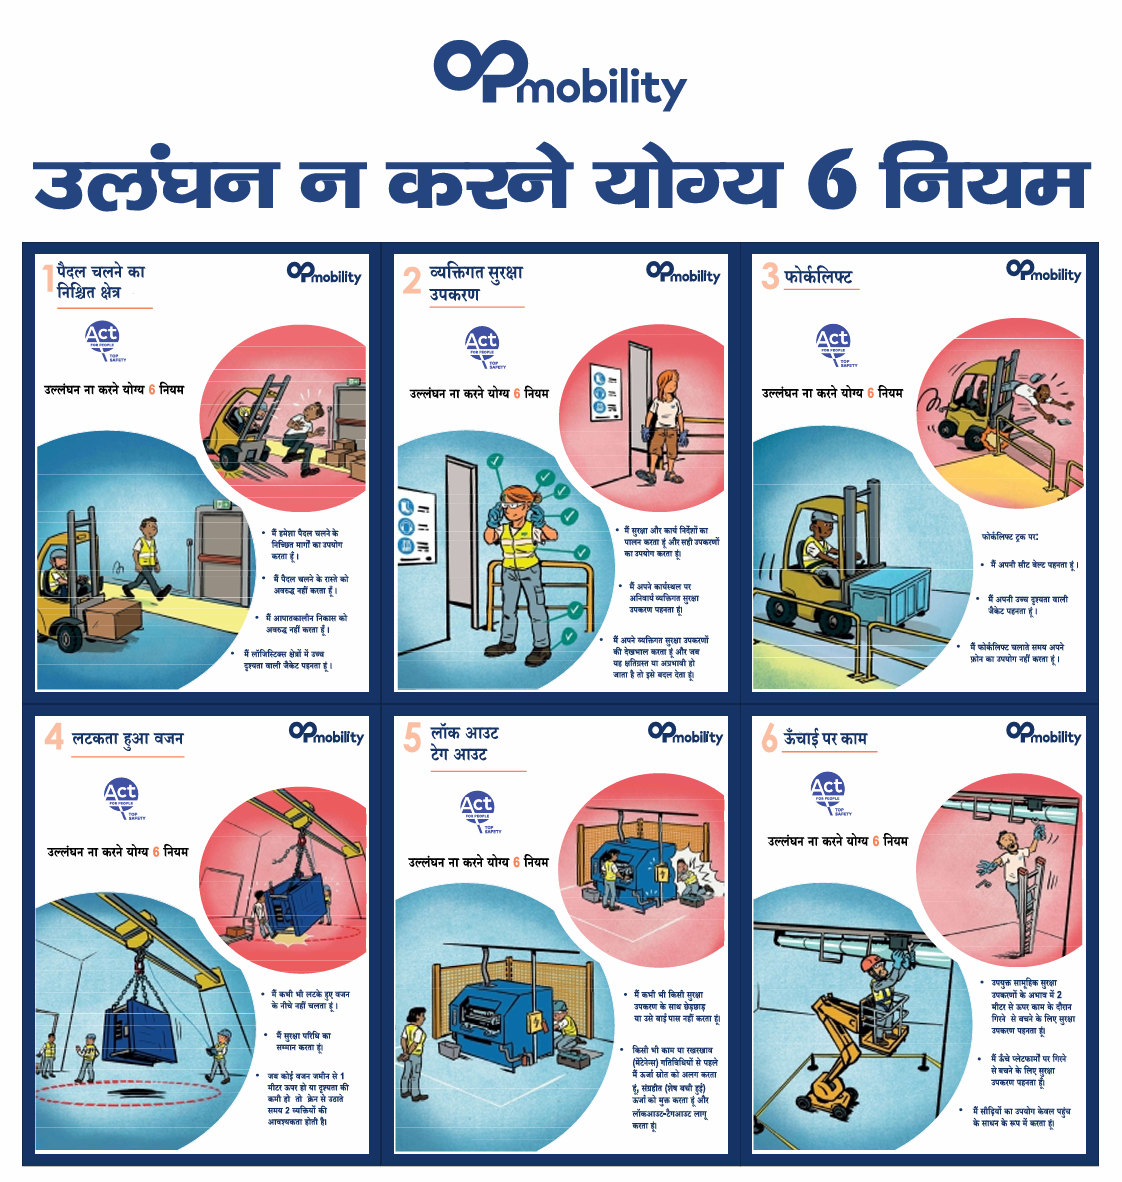 OPmobility
उलंघन न करने योग्य 6 नियम
1 पैदल चलने का
निश्चित क्षेत्र
OPmobility
Act
FOR PEOPLE
TOP
SAFETY
उल्लंघन ना करने योग्य 6 नियम
• मैं हमेशा पैदल चलने के
निश्चित मार्गों का उपयोग
करता हूँ ।
• मैं पैदल चलने के रास्ते को
अवरुद्ध नहीं करता हूँ ।
• मैं आपातकालीन निकास को
अवरुद्ध नहीं करता हूँ ।
• मैं लॉजिस्टिक्स क्षेत्रों में उच्च
दृश्यता वाली जैकेट पहनता हूं ।
2 व्यक्तिगत सुरक्षा
उपकरण
OPmobility
Act
FOR PEOPLE
TOP
SAFETY
उल्लंघन ना करने योग्य 6 नियम
• मैं सुरक्षा और कार्य निर्देशों का
पालन करता हूं और सही उपकरणों
का उपयोग करता हूं।
• मैं अपने कार्यस्थल पर
अनिवार्य व्यक्तिगत सुरक्षा
उपकरण पहनता हूं।
• मैं अपने व्यक्तिगत सुरक्षा उपकरणों
की देखभाल करता हूं और जब
यह क्षतिग्रस्त या अप्रभावी हो
जाता है तो इसे बदल देता हूं।
3 फोर्कलिफ्ट
OPmobility
Act
FOR PEOPLE
TOP
SAFETY
उल्लंघन ना करने योग्य 6 नियम
फोर्कलिफ्ट ट्रक पर:
• मैं अपनी सीट बेल्ट पहनता हूं ।
• मैं अपनी उच्च दृश्यता वाली
जैकेट पहनता हूं ।
• मैं फोर्कलिफ्ट चलाते समय अपने
फ़ोन का उपयोग नहीं करता हूं ।
4 लटकता हुआ वजन
OPmobility
Act
FOR PEOPLE
TOP
SAFETY
उल्लंघन ना करने योग्य 6 नियम
• मैं कभी भी लटके हुए वजन
के नीचे नहीं चलता हूं ।
• मैं सुरक्षा परिधि का
सम्मान करता हूं।
• जब कोई वजन जमीन से 1
मीटर ऊपर हो या दृश्यता की
कमी हो तो क्रेन से उठाते
समय 2 व्यक्तियों की
आवश्यकता होती है।
5 लॉक आउट
टेग आउट
OPmobility
Act
FOR PEOPLE
TOP
SAFETY
उल्लंघन ना करने योग्य 6 नियम
• मैं कभी भी किसी सुरक्षा
उपकरण के साथ छेड़छाड़
या उसे बाई पास नहीं करता हूं।
• किसी भी काम या रखरखाव
(मेंटेनेन्स) गतिविधियों से पहले
मैं ऊर्जा स्रोत को अलग करता
हूं, संग्रहीत (शेष बची हुई)
ऊर्जा को मुक्त करता हूं और
लॉकआउट-टैगआउट लागू
करता हूं।
6 ऊँचाई पर काम
OPmobility
Act
FOR PEOPLE
TOP
SAFETY
उल्लंघन ना करने योग्य 6 नियम
• उपयुक्त सामूहिक सुरक्षा
उपकरणों के अभाव में 2
मीटर से ऊपर काम के दौरान
गिरने से बचने के लिए सुरक्षा
उपकरण पहनता हूं।
• मैं ऊँचे प्लेटफार्मों पर गिरने
से बचने के लिए सुरक्षा
उपकरण पहनता हूं।
• मैं सीढ़ियों का उपयोग केवल पहुंच
के साधन के रूप में करता हूं।